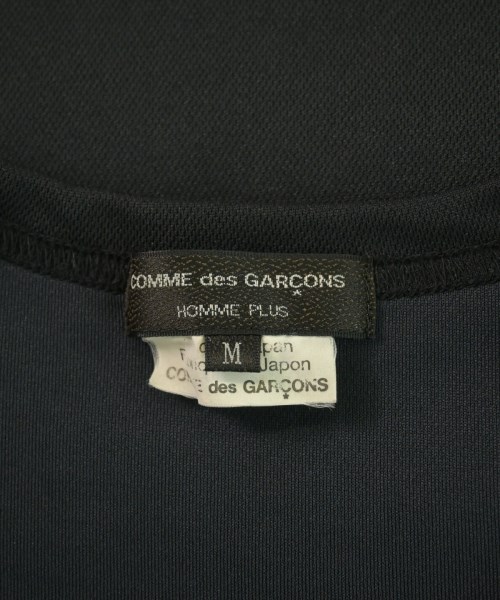 COMME des GARÇONS
HOMME PLUS
M
Japon
des GARÇONS